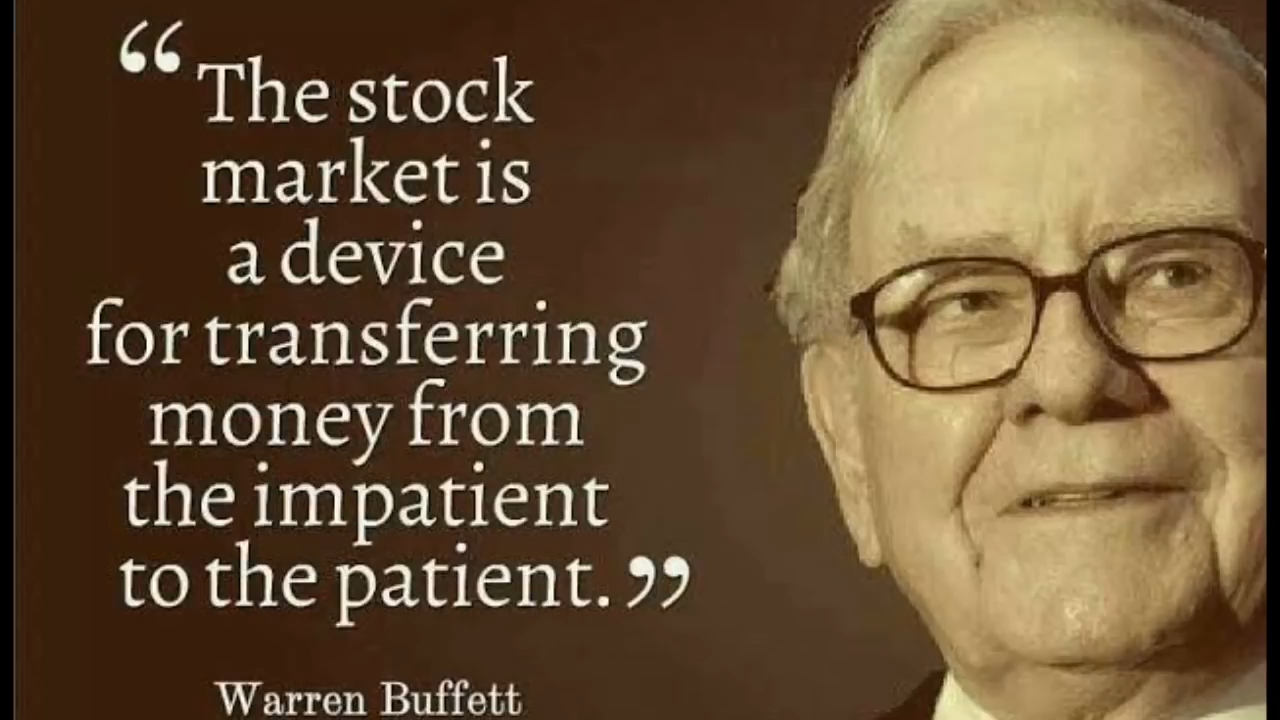 “The stock
market is
a device
for transferring
money from
the impatient
to the patient.”
Warren Buffett